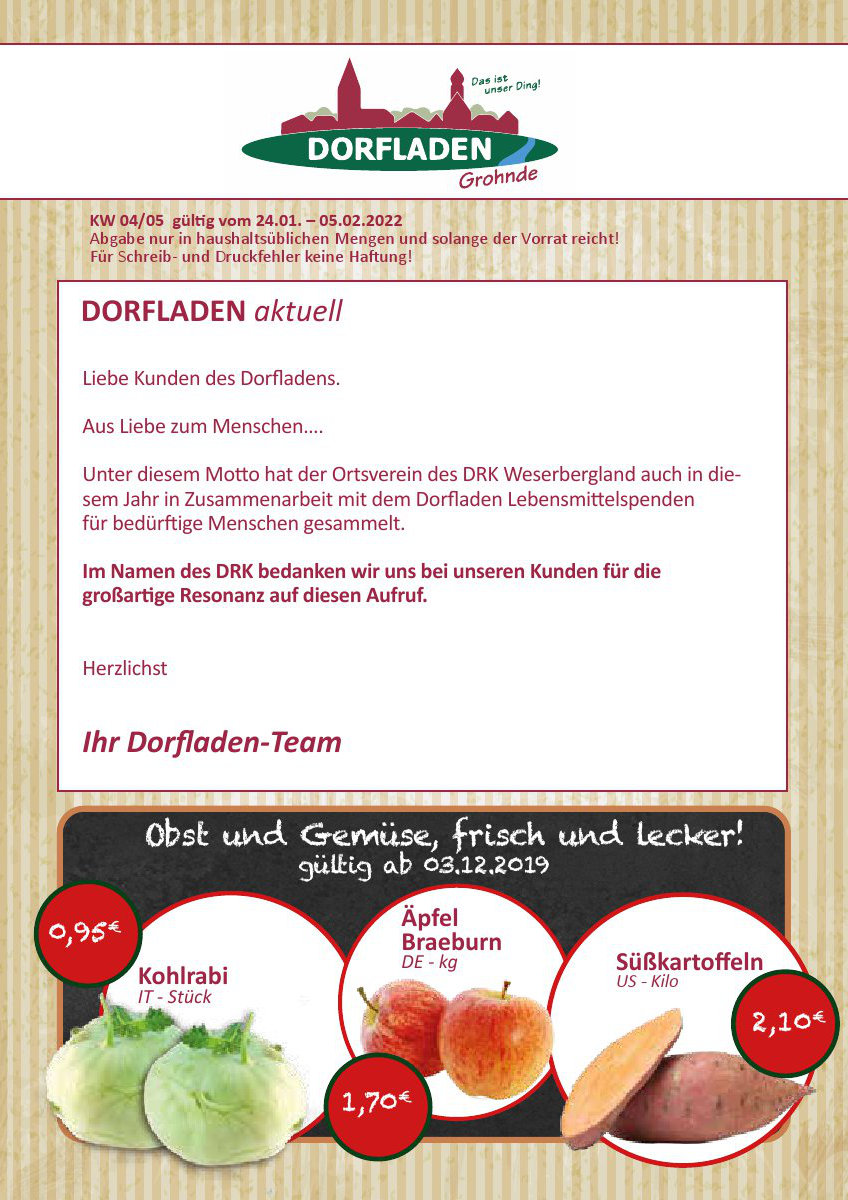 Das ist
unser Ding!
DORFLADEN
Grohnde
KW 04/05 gültig vom 24.01. – 05.02.2022
Abgabe nur in haushaltsüblichen Mengen und solange der Vorrat reicht!
Für Schreib- und Druckfehler keine Haftung!
DORFLADEN aktuell
Liebe Kunden des Dorfladens.
Aus Liebe zum Menschen....
Unter diesem Motto hat der Ortsverein des DRK Weserbergland auch in die-
sem Jahr in Zusammenarbeit mit dem Dorfladen Lebensmittelspenden
für bedürftige Menschen gesammelt.
Im Namen des DRK bedanken wir uns bei unseren Kunden für die
großartige Resonanz auf diesen Aufruf.
Herzlichst
Ihr Dorfladen-Team
Obst und Gemüse, frisch und lecker!
gültig ab 03.12.2019
0,95€
Kohlrabi
IT - Stück
Äpfel
Braeburn
DE - kg
1,70€
Süßkartoffeln
US - Kilo
2,10€